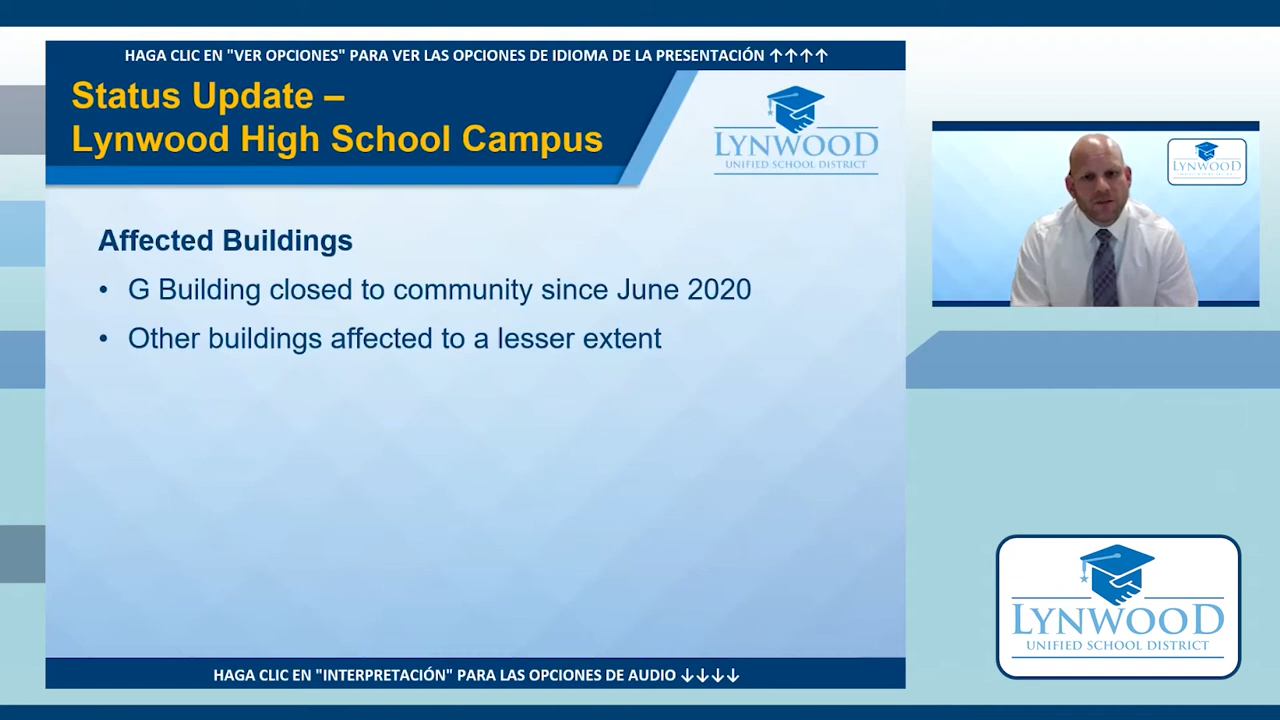 HAGA CLIC EN "VER OPCIONES" PARA VER LAS OPCIONES DE IDIOMA DE LA PRESENTACIÓN ↑↑↑↑
Status Update –
Lynwood High School Campus
LYNWOOD
UNIFIED SCHOOL DISTRICT
Affected Buildings
• G Building closed to community since June 2020
• Other buildings affected to a lesser extent
HAGA CLIC EN "INTERPRETACIÓN" PARA LAS OPCIONES DE AUDIO ↓↓↓↓
LYNWOOD
LYNWOOD
UNIFIED SCHOOL DISTRICT